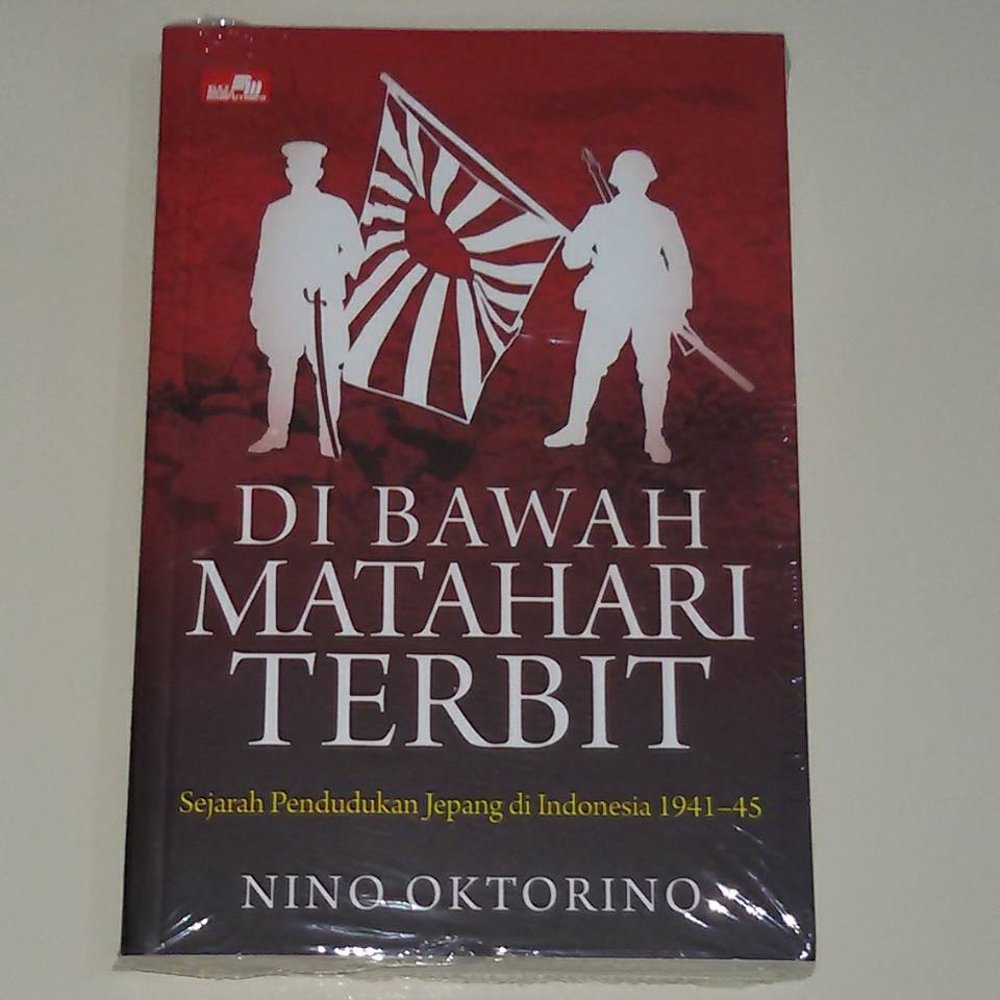 DI BAWAH
MATAHARI
TERBIT
Sejarah Pendudukan Jepang di Indonesia 1941–45
NINO OKTORINO